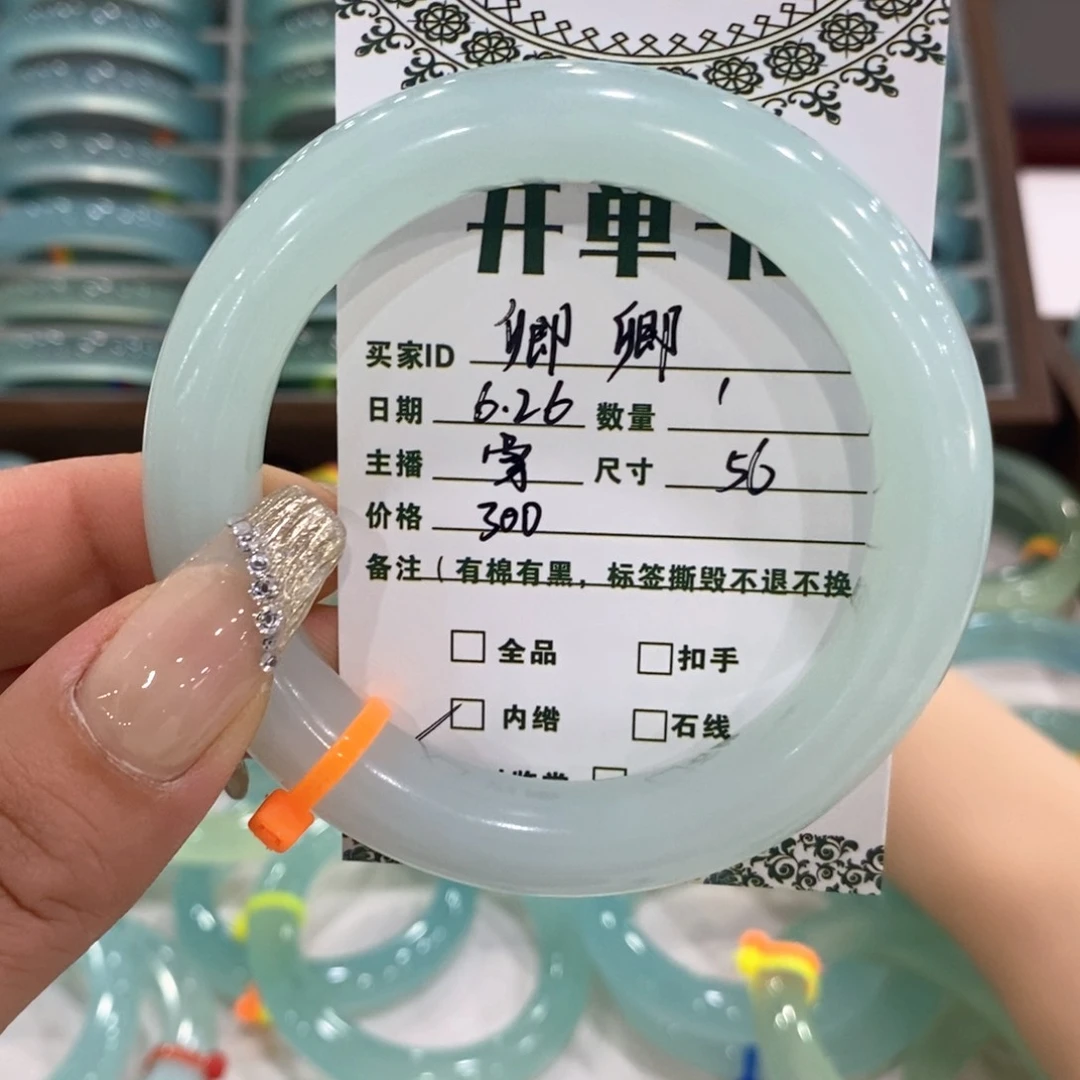 开单卡
买家ID 卿卿
日期 6.26 数量 1
主播 尺寸 56
价格 300
备注(有棉有黑,标签撕毁不退不换
□ 全品 □ 扣手
□ 内绺 □ 石线